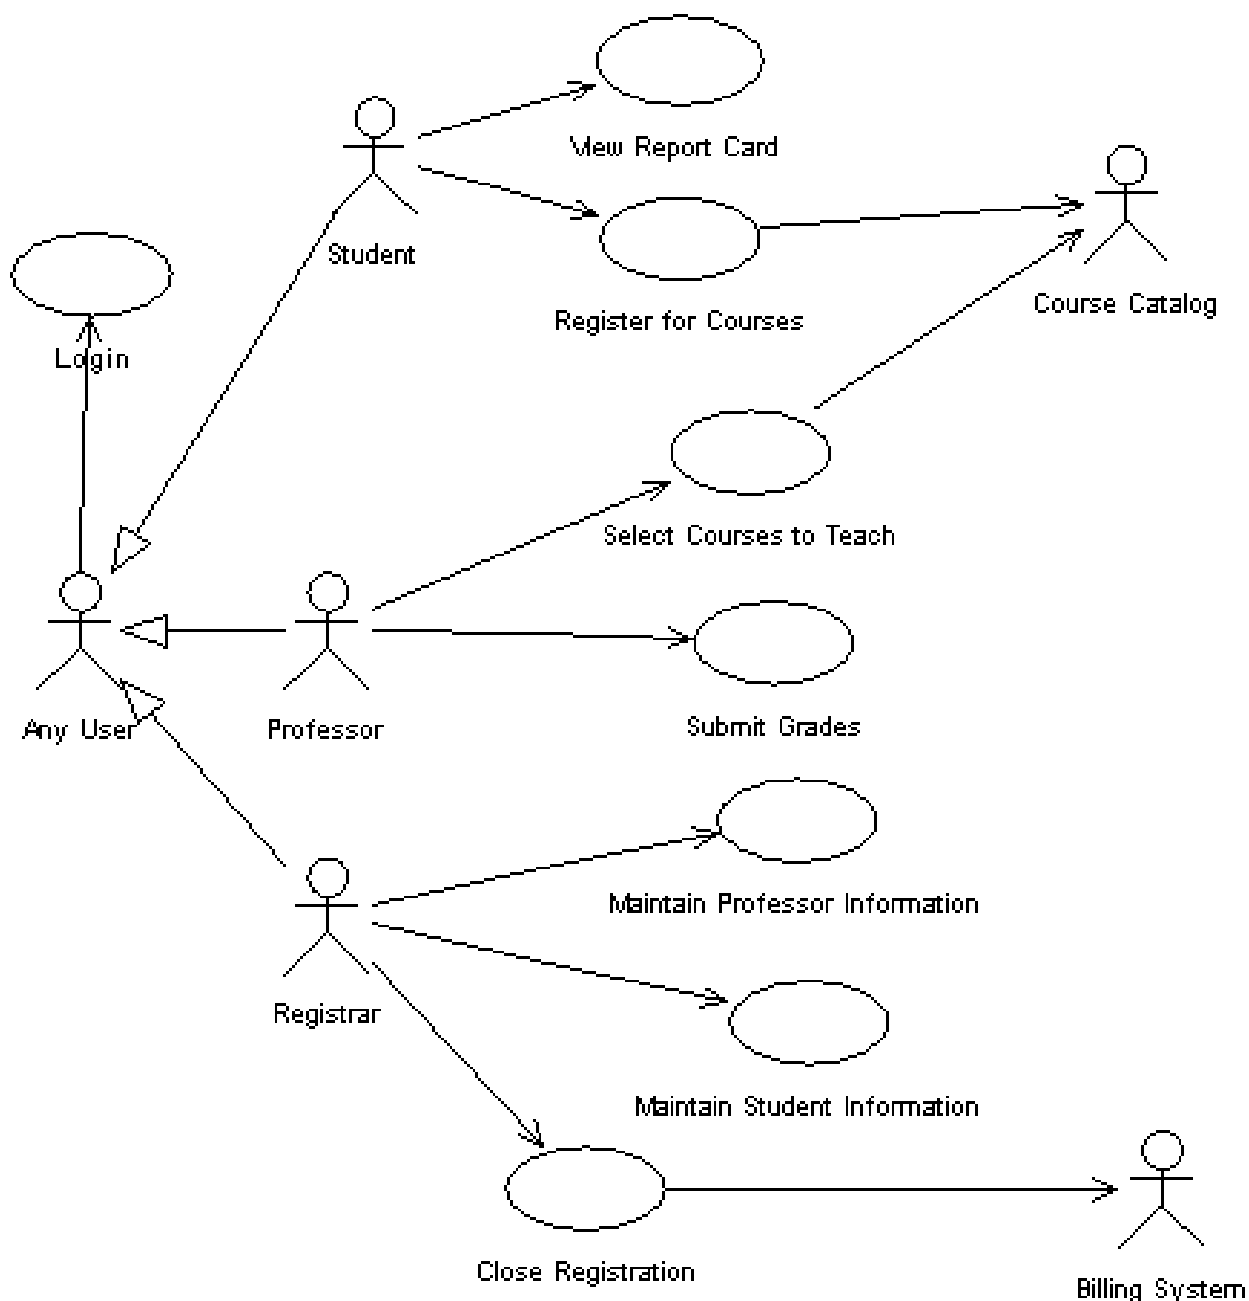 View Report Card
Student
Register for Courses
Course Catalog
Login
Select Courses to Teach
Any User
Professor
Submit Grades
Maintain Professor Information
Registrar
Maintain Student Information
Close Registration
Billing System